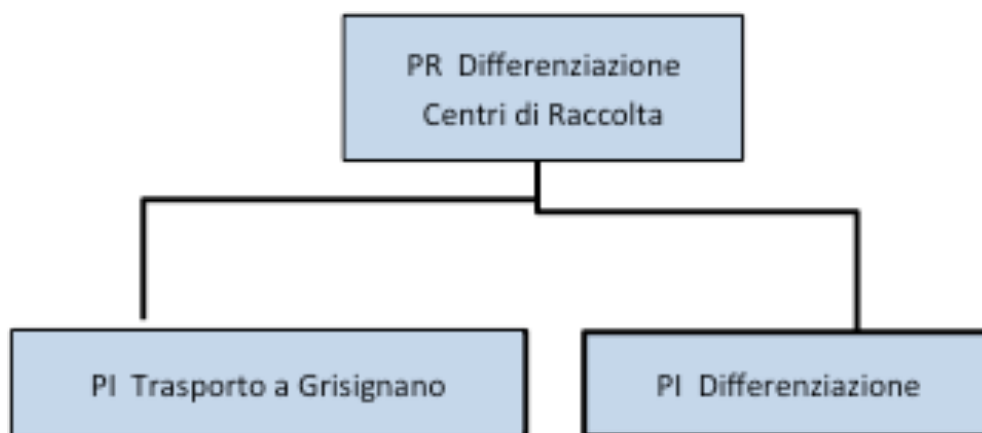 PR Differenziazione
Centri di Raccolta
PI Trasporto a Grisignano
PI Differenziazione